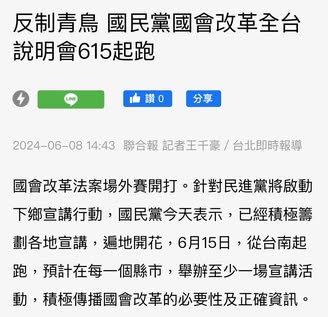 反制青鳥 國民黨國會改革全台
說明會615起跑
LINE
讚 0
分享
2024-06-08 14:43 聯合報 記者王千豪／台北即時報導
國會改革法案場外賽開打。針對民進黨將啟動
下鄉宣講行動，國民黨今天表示，已經積極籌
劃各地宣講，遍地開花，6月15日，從台南起
跑，預計在每一個縣市，舉辦至少一場宣講活
動，積極傳播國會改革的必要性及正確資訊。